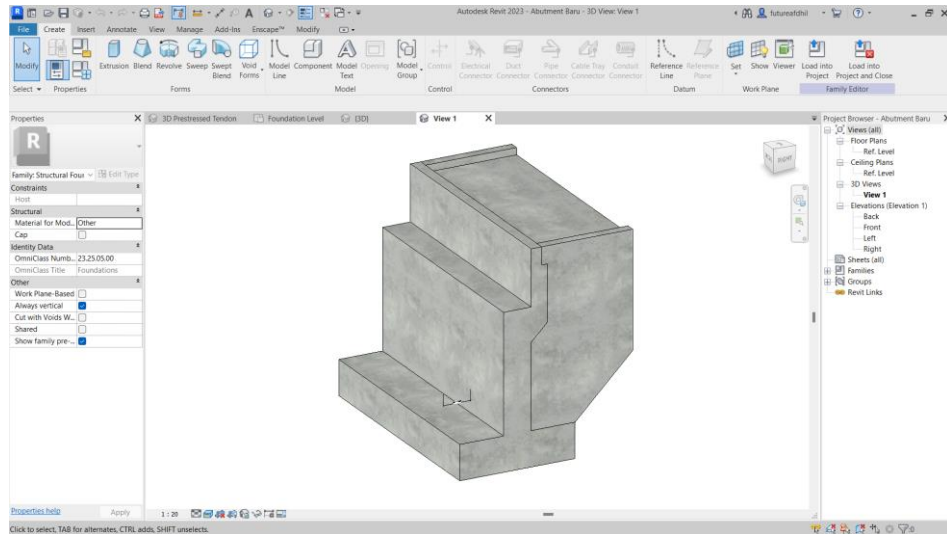 Autodesk Revit 2023 - Abutment Baru - 3D View: View 1
futureafdhil
File Create Insert Annotate View Manage Add-Ins Enscape™ Modify
Modify
Extrusion Blend Revolve Sweep Swept Blend Void Forms
Model Line Component Model Text Opening Model Group
Control Electrical Connector Duct Connector Pipe Connector Cable Tray Connector Conduit Connector
Reference Line Reference Plane
Set Show Viewer Load into Project Load into Project and Close
Select Properties Forms Model Control Connectors Datum Work Plane Family Editor
Properties X
3D Prestressed Tendon Foundation Level {3D} View 1 X
Project Browser - Abutment Baru X
R
Family: Structural Four Edit Type
Constraints
Host
Structural
Material for Mod... Other
Cap
Identity Data
OmniClass Numb... 23.25.05.00
OmniClass Title Foundations
Other
Work Plane-Based
Always vertical
Cut with Voids W...
Shared
Show family pre-...
RIGHT
Views (all)
Floor Plans
Ref. Level
Ceiling Plans
Ref. Level
3D Views
View 1
Elevations (Elevation 1)
Back
Front
Left
Right
Sheets (all)
Families
Groups
Revit Links
Properties help Apply
1 : 20
Click to select, TAB for alternates, CTRL adds, SHIFT unselects.
:0